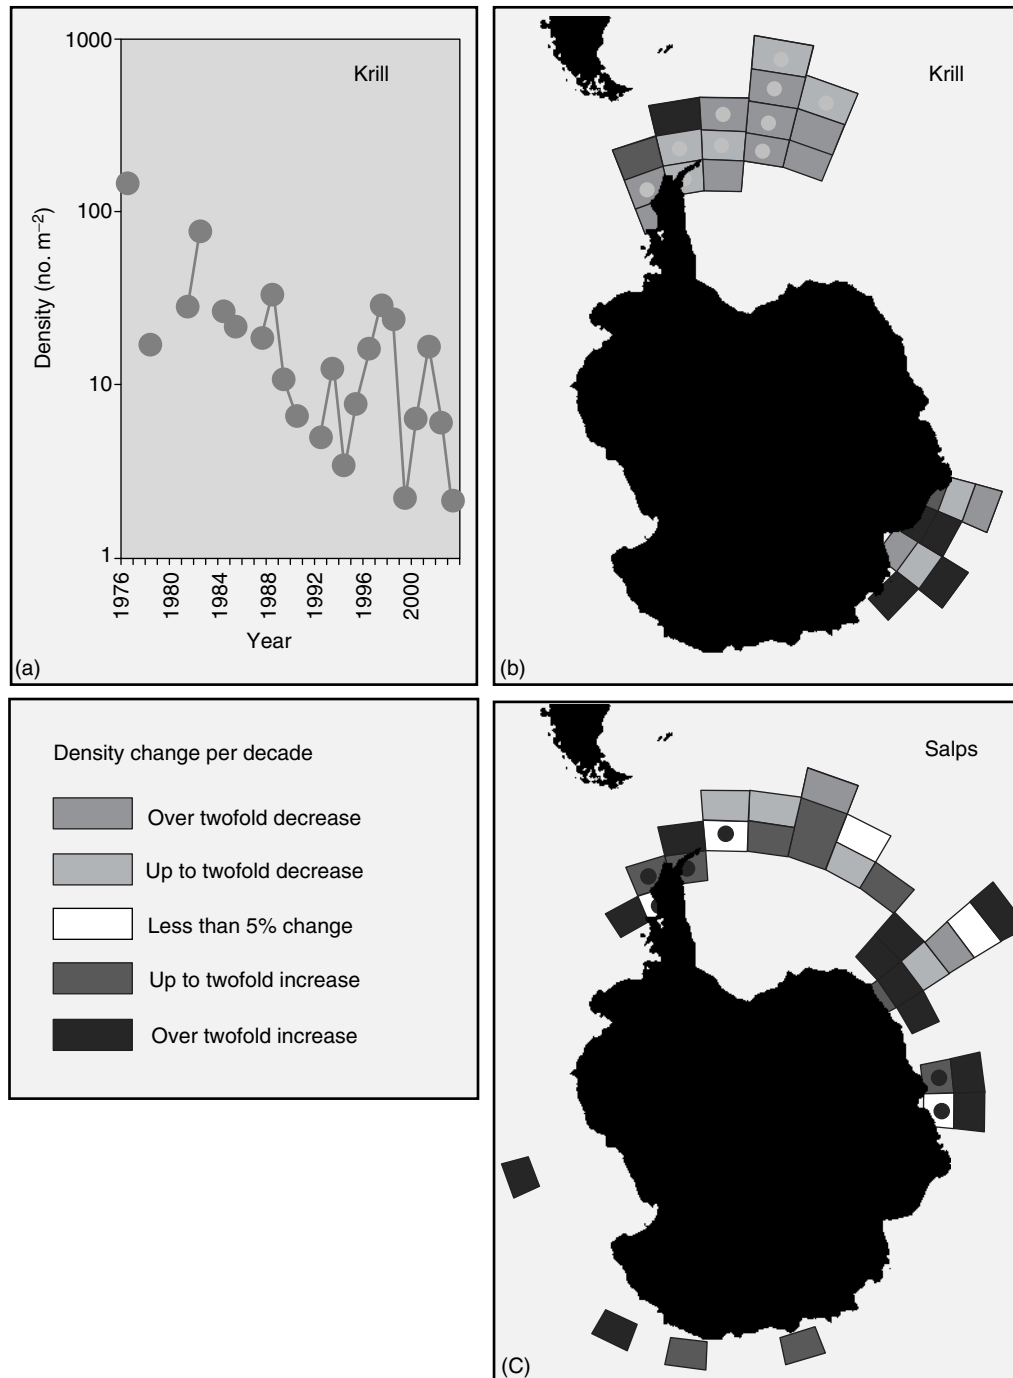 1000
100
10
1
Density (no. m⁻²)
Krill
1976
1980
1984
1988
1992
1996
2000
Year
(a)
Krill
(b)
Density change per decade
Over twofold decrease
Up to twofold decrease
Less than 5% change
Up to twofold increase
Over twofold increase
Salps
(C)